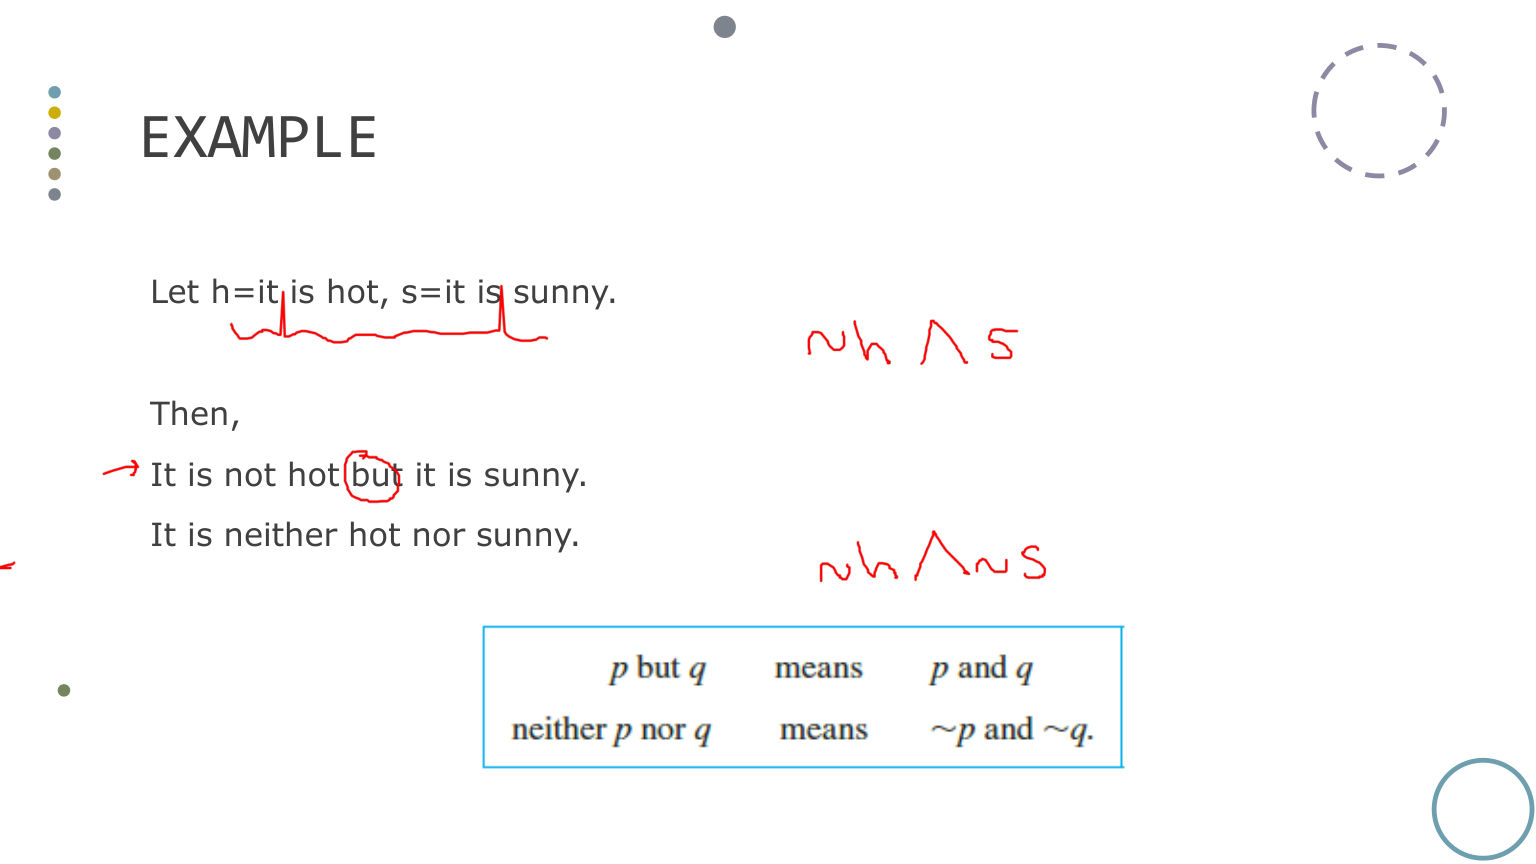 EXAMPLE
Let h=it is hot, s=it is sunny.
~h ∧ s
Then,
It is not hot but it is sunny.
It is neither hot nor sunny.
~h ∧ ~s
p but q means p and q
neither p nor q means ~p and ~q.